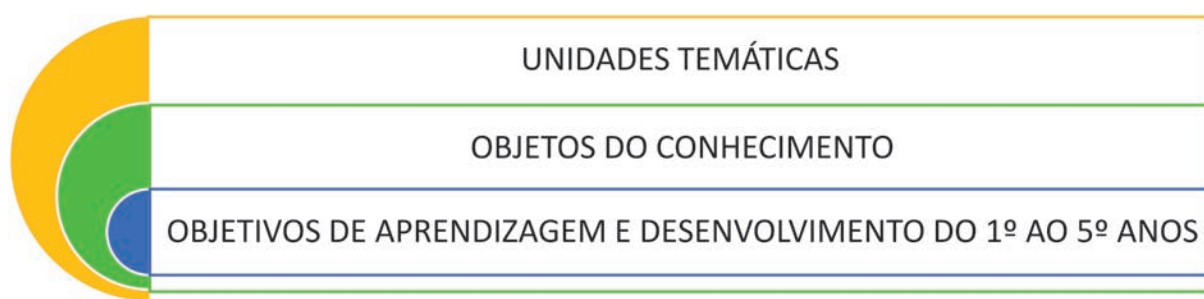 UNIDADES TEMÁTICAS
OBJETOS DO CONHECIMENTO
OBJETIVOS DE APRENDIZAGEM E DESENVOLVIMENTO DO 1º AO 5º ANOS